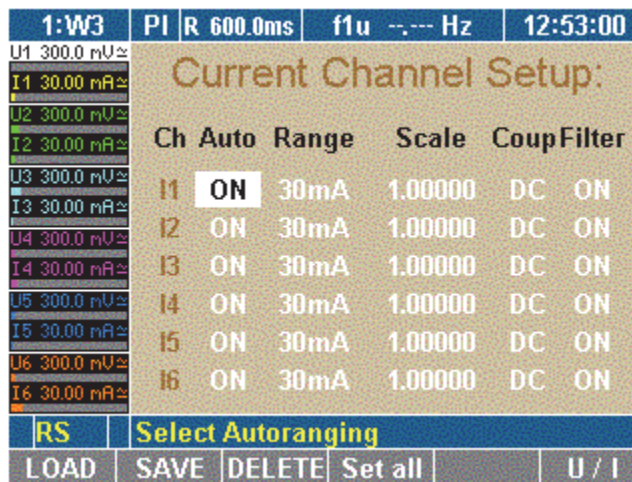 1:W3 PI R 600.0ms f1u --.--- Hz 12:53:00
U1 300.0 mV≃
I1 30.00 mA≃
U2 300.0 mV≃
I2 30.00 mA≃
U3 300.0 mV≃
I3 30.00 mA≃
U4 300.0 mV≃
I4 30.00 mA≃
U5 300.0 mV≃
I5 30.00 mA≃
U6 300.0 mV≃
I6 30.00 mA≃
Current Channel Setup:
Ch Auto Range Scale Coup Filter
I1 ON 30mA 1.00000 DC ON
I2 ON 30mA 1.00000 DC ON
I3 ON 30mA 1.00000 DC ON
I4 ON 30mA 1.00000 DC ON
I5 ON 30mA 1.00000 DC ON
I6 ON 30mA 1.00000 DC ON
RS Select Autoranging
LOAD SAVE DELETE Set all U / I